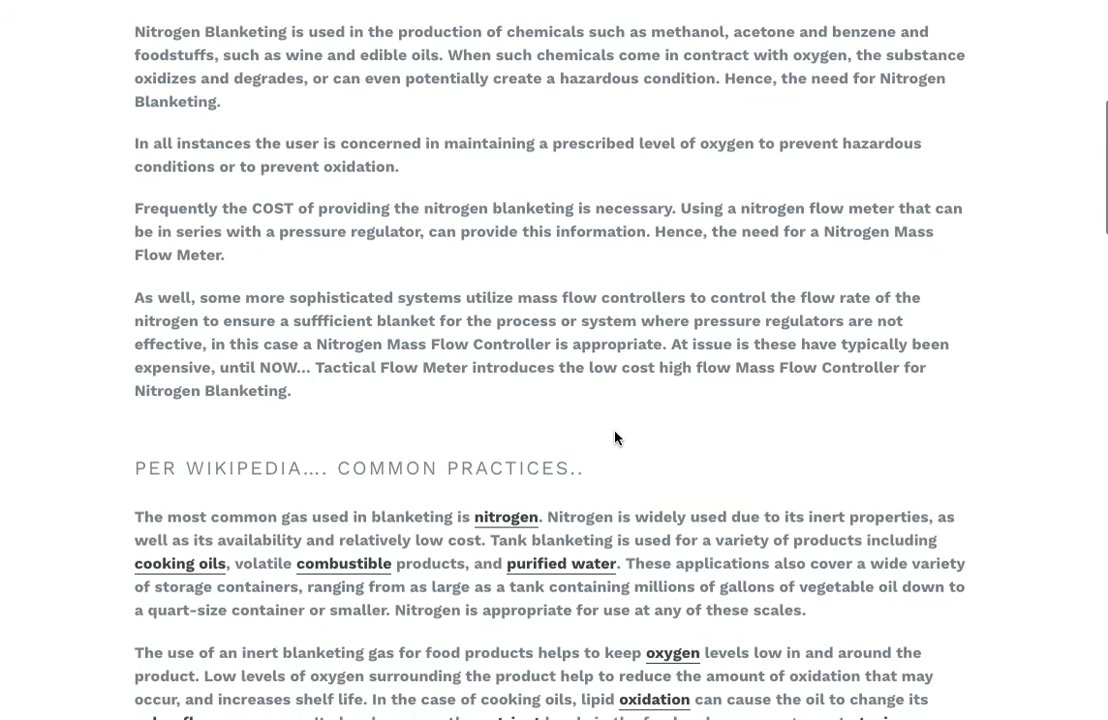 Nitrogen Blanketing is used in the production of chemicals such as methanol, acetone and benzene and
foodstuffs, such as wine and edible oils. When such chemicals come in contract with oxygen, the substance
oxidizes and degrades, or can even potentially create a hazardous condition. Hence, the need for Nitrogen
Blanketing.
In all instances the user is concerned in maintaining a prescribed level of oxygen to prevent hazardous
conditions or to prevent oxidation.
Frequently the COST of providing the nitrogen blanketing is necessary. Using a nitrogen flow meter that can
be in series with a pressure regulator, can provide this information. Hence, the need for a Nitrogen Mass
Flow Meter.
As well, some more sophisticated systems utilize mass flow controllers to control the flow rate of the
nitrogen to ensure a suffficient blanket for the process or system where pressure regulators are not
effective, in this case a Nitrogen Mass Flow Controller is appropriate. At issue is these have typically been
expensive, until NOW... Tactical Flow Meter introduces the low cost high flow Mass Flow Controller for
Nitrogen Blanketing.
PER WIKIPEDIA.... COMMON PRACTICES..
The most common gas used in blanketing is nitrogen. Nitrogen is widely used due to its inert properties, as
well as its availability and relatively low cost. Tank blanketing is used for a variety of products including
cooking oils, volatile combustible products, and purified water. These applications also cover a wide variety
of storage containers, ranging from as large as a tank containing millions of gallons of vegetable oil down to
a quart-size container or smaller. Nitrogen is appropriate for use at any of these scales.
The use of an inert blanketing gas for food products helps to keep oxygen levels low in and around the
product. Low levels of oxygen surrounding the product help to reduce the amount of oxidation that may
occur, and increases shelf life. In the case of cooking oils, lipid oxidation can cause the oil to change its